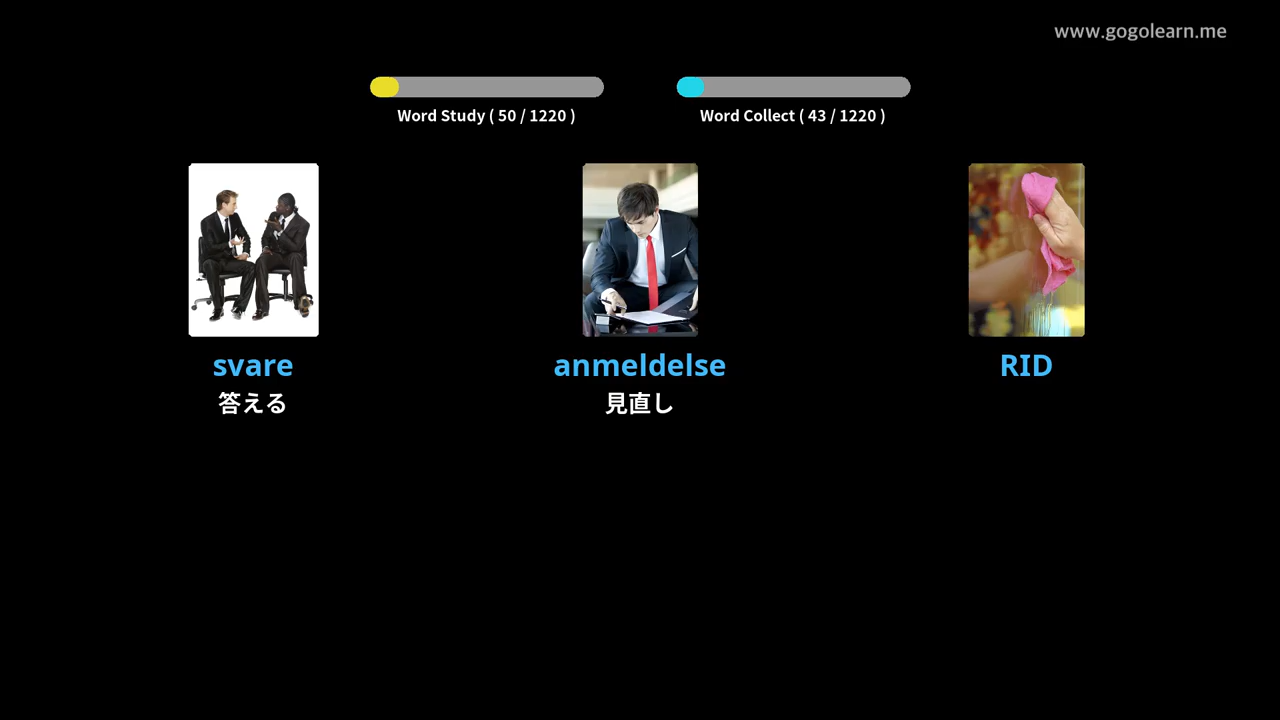 www.gogolearn.me
Word Study ( 50 / 1220 )
Word Collect ( 43 / 1220 )
svare
anmeldelse
RID
答える
見直し